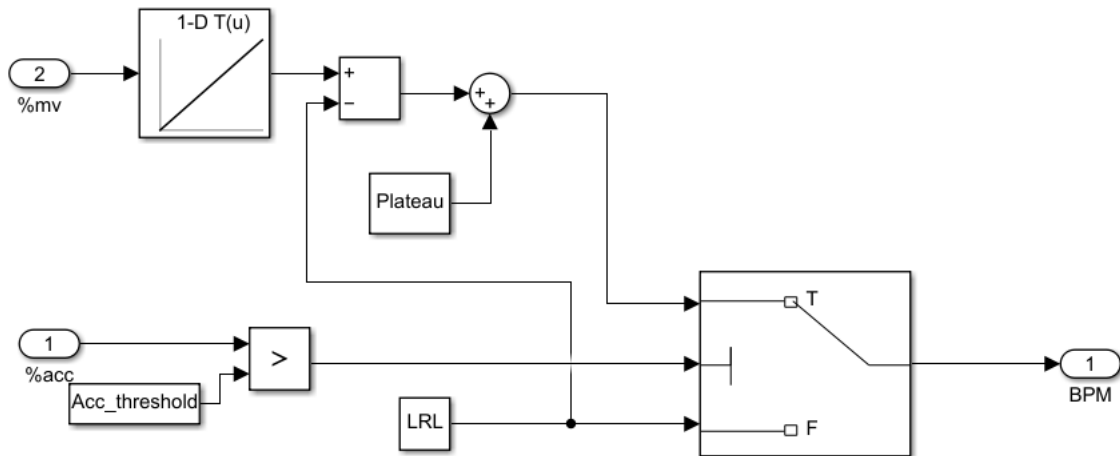 1-D T(u)
2
%mv
+
−
+
+
Plateau
T
1
%acc
>
1
BPM
Acc_threshold
LRL
F